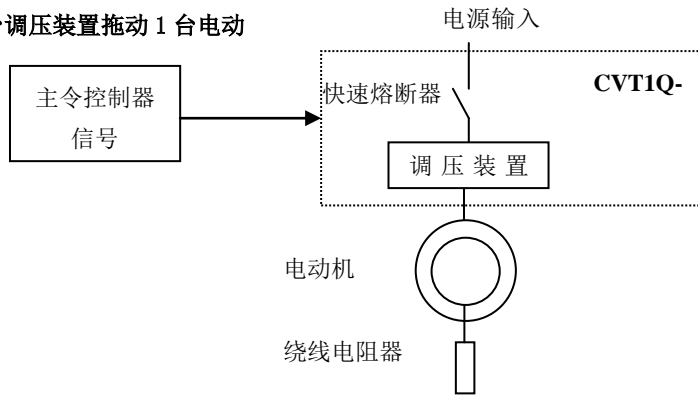 调压装置拖动 1 台电动
电源输入
主令控制器
信号
快速熔断器
CVT1Q-
调 压 装 置
电动机
绕线电阻器